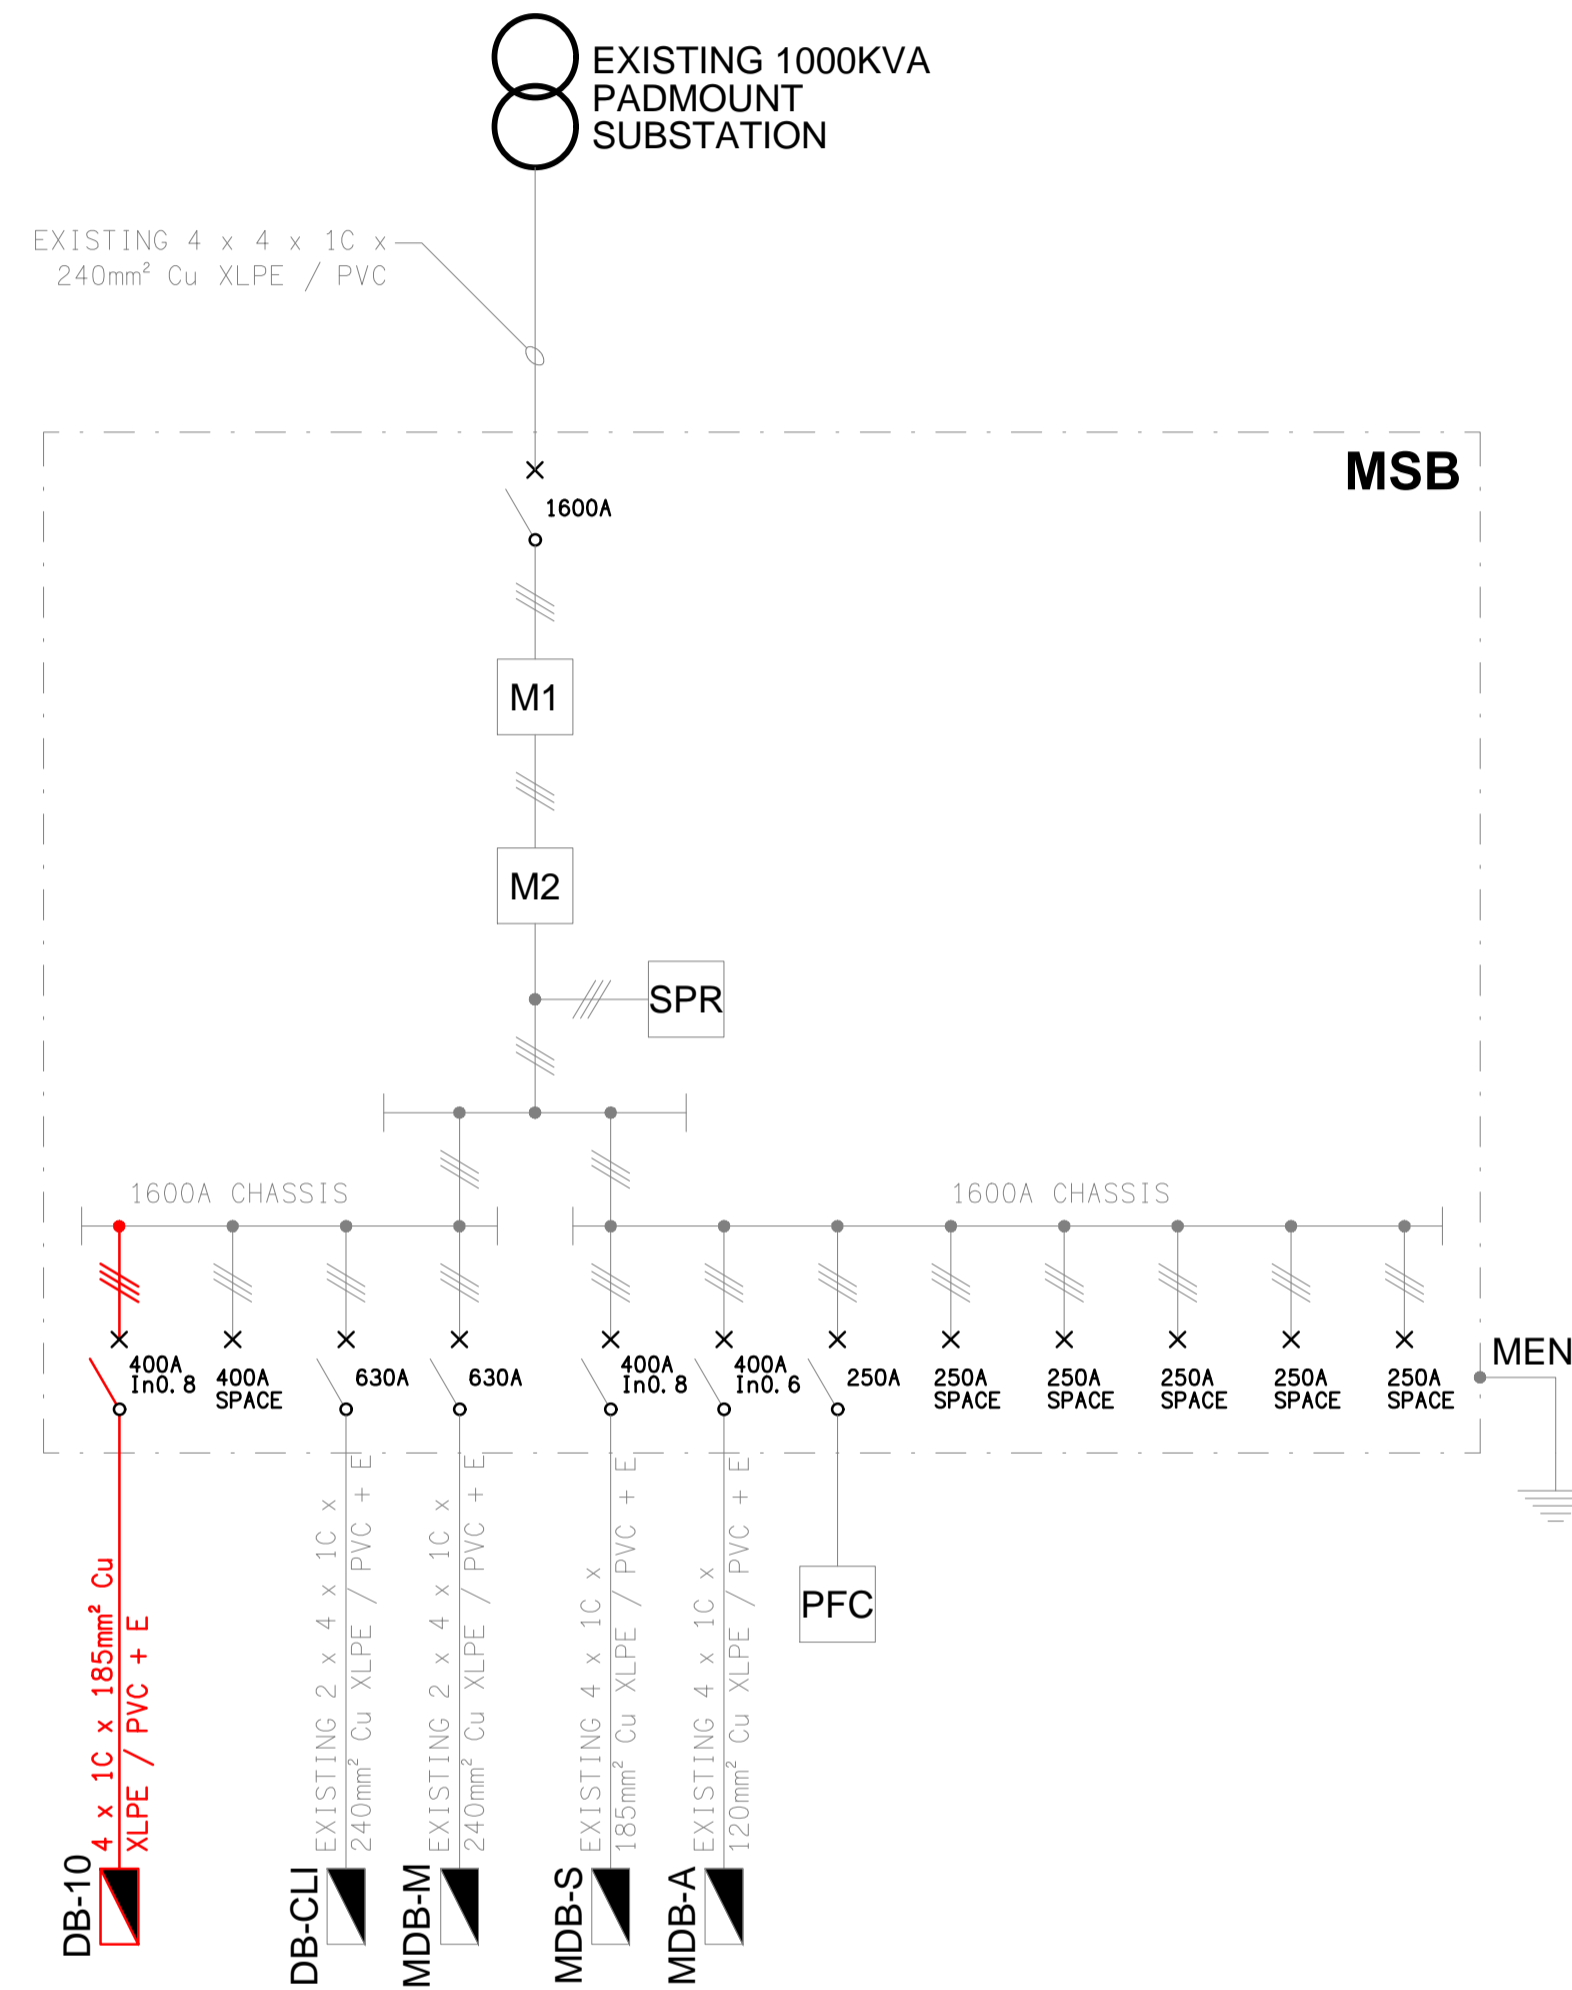 EXISTING 1000KVA
PADMOUNT
SUBSTATION
EXISTING 4 x 4 x 1C x
240mm² Cu XLPE / PVC
MSB
1600A
M1
M2
SPR
1600A CHASSIS
1600A CHASSIS
400A
In0.8
400A
SPACE
630A
630A
400A
In0.8
400A
In0.6
250A
250A
SPACE
250A
SPACE
250A
SPACE
250A
SPACE
250A
SPACE
MEN
4 x 1C x 185mm² Cu
XLPE / PVC + E
EXISTING 2 x 4 x 1C x
240mm² Cu XLPE / PVC + E
EXISTING 2 x 4 x 1C x
240mm² Cu XLPE / PVC + E
EXISTING 4 x 1C x
185mm² Cu XLPE / PVC + E
EXISTING 4 x 1C x
120mm² Cu XLPE / PVC + E
PFC
DB-10
DB-CLI
MDB-M
MDB-S
MDB-A